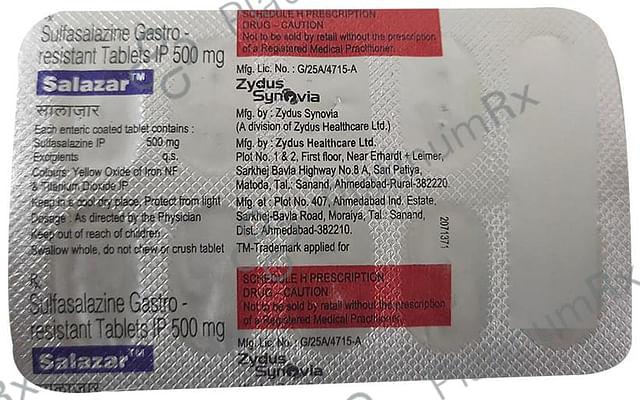 Rx
Sulfasalazine Gastro -
resistant Tablets IP 500 mg
Salazar™
सालाज़ार
Each enteric coated tablet contains :
Sulfasalazine IP 500 mg
Excipients q.s.
Colours: Yellow Oxide of Iron NF
& Titanium Dioxide IP
Keep in a cool dry place. Protect from light
Dosage : As directed by the Physician
Keep out of reach of children
Swallow whole, do not chew or crush tablet
Rx
Sulfasalazine Gastro -
resistant Tablets IP 500 mg
Salazar™
सालाज़ार
SCHEDULE H PRESCRIPTION
DRUG – CAUTION
Not to be sold by retail without the prescription
of a Registered Medical Practitioner.
Mfg. Lic. No. : G/25A/4715-A
Zydus
Synovia
Mfg. by : Zydus Synovia
(A division of Zydus Healthcare Ltd.)
Mfg. by : Zydus Healthcare Ltd.
Plot No. 1 & 2, First floor, Near Erhardt + Leimer,
Sarkhej Bavla Highway No.8 A, Sari Patiya,
Matoda, Tal.: Sanand, Ahmedabad-Rural-382220.
Mfg. at : Plot No. 407, Ahmedabad Ind. Estate,
Sarkhej-Bavla Road, Moraiya, Tal.: Sanand,
Dist.: Ahmedabad-382210.
TM-Trademark applied for
2071371
SCHEDULE H PRESCRIPTION
DRUG – CAUTION
Not to be sold by retail without the prescription
of a Registered Medical Practitioner.
Mfg. Lic. No. : G/25A/4715-A
Zydus
Synovia
PlatinumRx